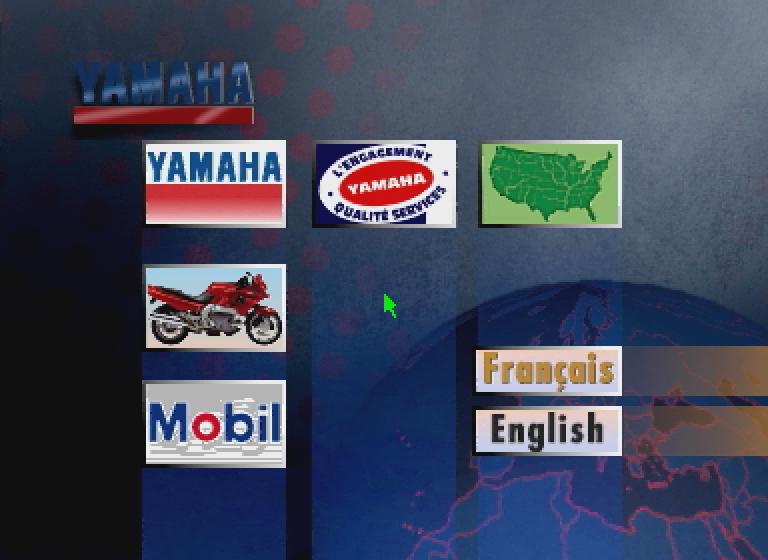 YAMAHA
YAMAHA
L'ENGAGEMENT
YAMAHA
QUALITÉ SERVICES
Mobil
Français
English